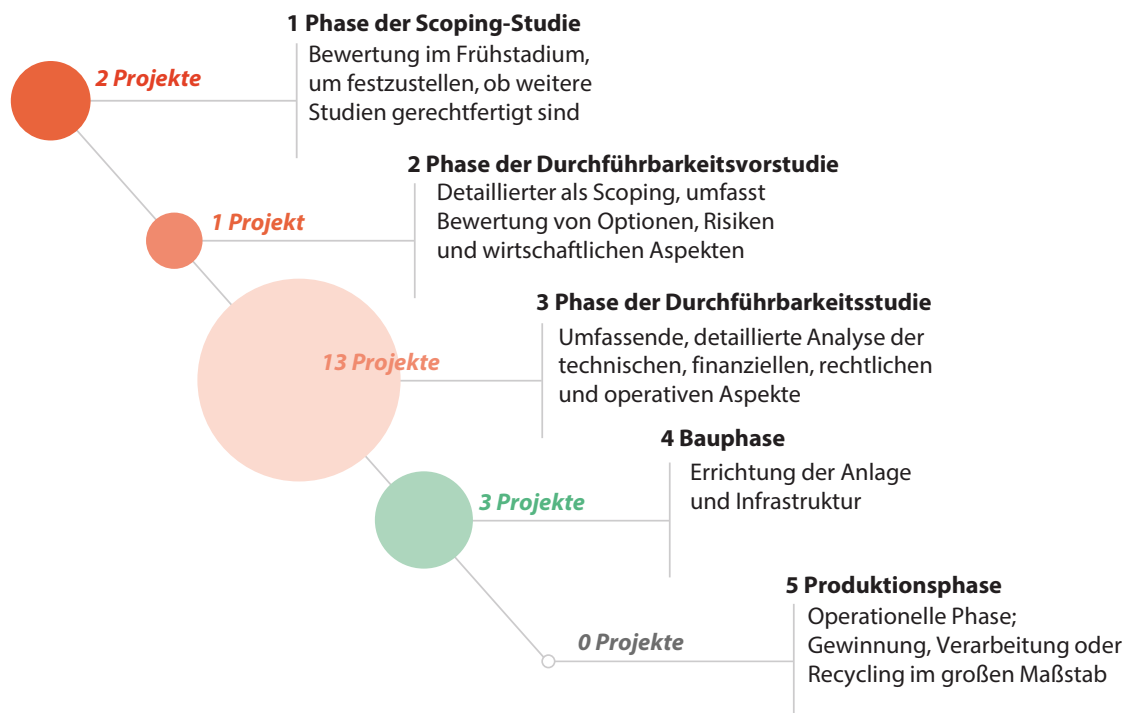 1 Phase der Scoping-Studie
Bewertung im Frühstadium,
um festzustellen, ob weitere
Studien gerechtfertigt sind
2 Projekte
2 Phase der Durchführbarkeitsvorstudie
Detaillierter als Scoping, umfasst
Bewertung von Optionen, Risiken
und wirtschaftlichen Aspekten
1 Projekt
3 Phase der Durchführbarkeitsstudie
Umfassende, detaillierte Analyse der
technischen, finanziellen, rechtlichen
und operativen Aspekte
13 Projekte
4 Bauphase
Errichtung der Anlage
und Infrastruktur
3 Projekte
5 Produktionsphase
Operationelle Phase;
Gewinnung, Verarbeitung oder
Recycling im großen Maßstab
0 Projekte